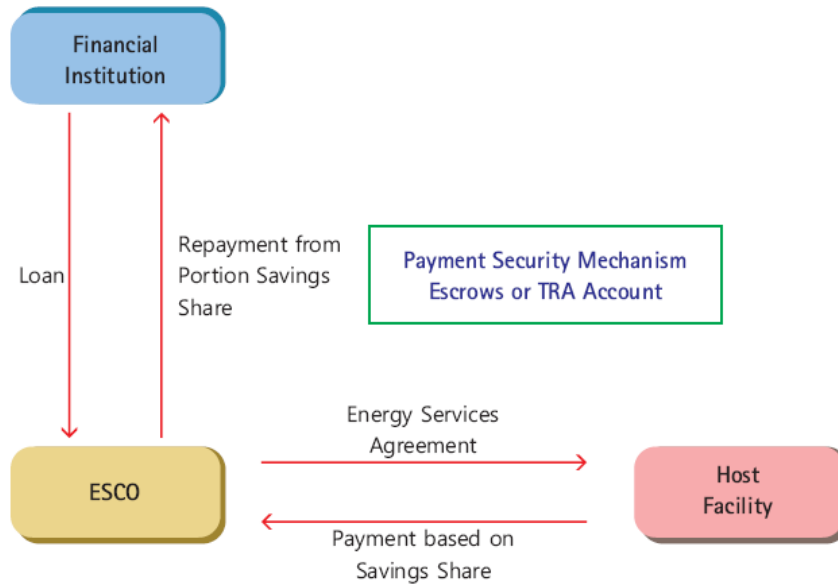 Financial
Institution
Loan
Repayment from
Portion Savings
Share
Payment Security Mechanism
Escrows or TRA Account
Energy Services
Agreement
ESCO
Host
Facility
Payment based on
Savings Share